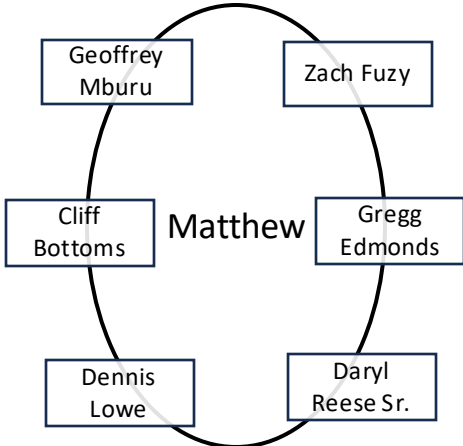 Geoffrey
Mburu
Zach Fuzy
Cliff
Bottoms
Matthew
Gregg
Edmonds
Dennis
Lowe
Daryl
Reese Sr.